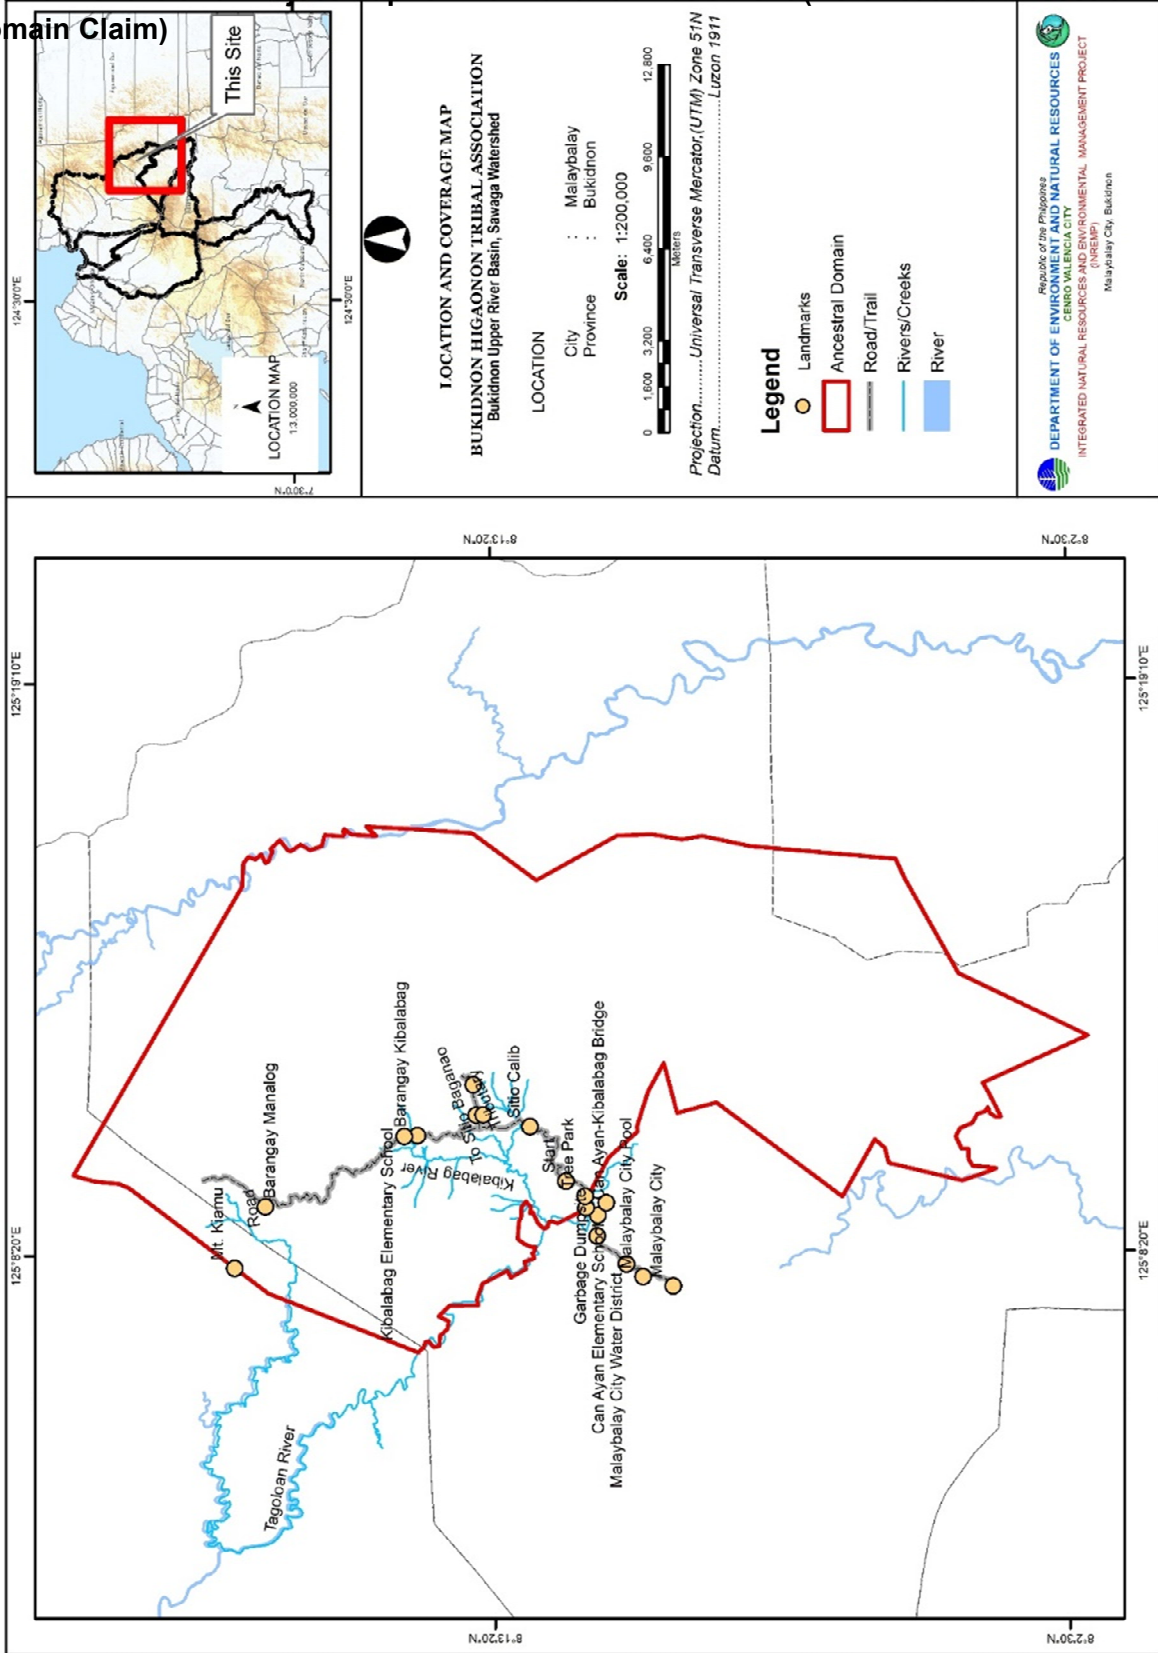 omain Claim)
124°30'0"E
This Site
LOCATION MAP
1:3,000,000
7°30'0"N
124°30'0"E
LOCATION AND COVERAGE MAP
BUKIDNON HIGAONON TRIBAL ASSOCIATION
Bukidnon Upper River Basin, Sawaga Watershed
LOCATION
City : Malaybalay
Province : Bukidnon
Scale: 1:200,000
0 1,600 3,200 6,400 9,600 12,800
Meters
Projection..........Universal Transverse Mercator,(UTM) Zone 51N
Datum..............................Luzon 1911
Legend
Landmarks
Ancestral Domain
Road/Trail
Rivers/Creeks
River
Republic of the Philippines
DEPARTMENT OF ENVIRONMENT AND NATURAL RESOURCES
CENRO VALENCIA CITY
INTEGRATED NATURAL RESOURCES AND ENVIRONMENTAL MANAGEMENT PROJECT
(INREMP)
Malaybalay City, Bukidnon
125°8'20"E
125°19'10"E
8°13'20"N
8°13'20"N
8°2'30"N
8°2'30"N
125°8'20"E
125°19'10"E
Mt. Kiamu
Road
Barangay Manalog
Tagoloan River
Kibalabag Elementary School
Barangay Kibalabag
Kibalabag River
To Sitio Baganao
Sitio Calib
Start
Tree Park
Garbage Dump
Can Ayan-Kibalabag Bridge
Can Ayan Elementary School
Malaybalay City Water District
Malaybalay City Pool
Malaybalay City